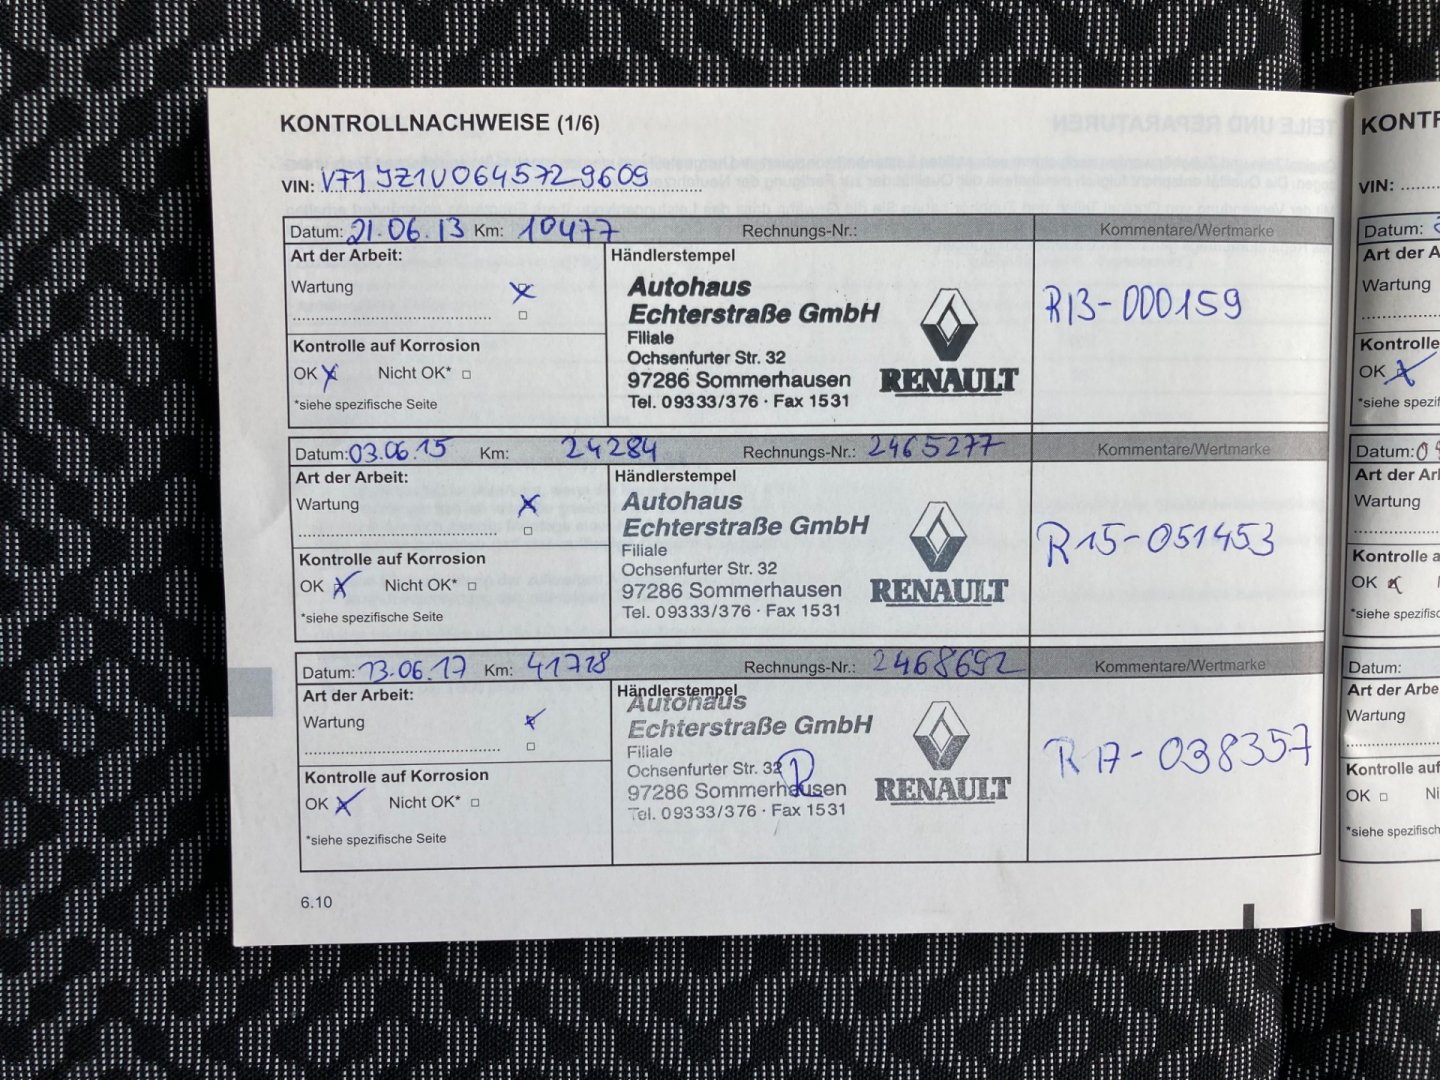 KONTROLLNACHWEISE (1/6)
VIN: VF1JZ1U0645729609
Datum: 21.06.13 Km: 10477 Rechnungs-Nr.: Kommentare/Wertmarke
Art der Arbeit: Händlerstempel
Wartung
Autohaus
Echterstraße GmbH
Filiale
Ochsenfurter Str. 32
97286 Sommerhausen
Tel. 09333/376 · Fax 1531
RENAULT
R13-000159
Kontrolle auf Korrosion
OK Nicht OK*
*siehe spezifische Seite
Datum: 03.06.15 Km: 24284 Rechnungs-Nr.: 2465277 Kommentare/Wertmarke
Art der Arbeit: Händlerstempel
Wartung
Autohaus
Echterstraße GmbH
Filiale
Ochsenfurter Str. 32
97286 Sommerhausen
Tel. 09333/376 · Fax 1531
RENAULT
R15-051453
Kontrolle auf Korrosion
OK Nicht OK*
*siehe spezifische Seite
Datum: 13.06.17 Km: 41728 Rechnungs-Nr.: 2468692 Kommentare/Wertmarke
Art der Arbeit: Händlerstempel
Wartung
Autohaus
Echterstraße GmbH
Filiale
Ochsenfurter Str. 32
97286 Sommerhausen
Tel. 09333/376 · Fax 1531
RENAULT
R17-038357
Kontrolle auf Korrosion
OK Nicht OK*
*siehe spezifische Seite
6.10
VIN:
Datum:
Art der A
Wartung
Kontrolle
OK
*siehe spezif
Datum:
Art der Ar
Wartung
Kontrolle a
OK
*siehe spezifisc
Datum:
Art der Arbe
Wartung
Kontrolle auf
OK Ni
*siehe spezifisch